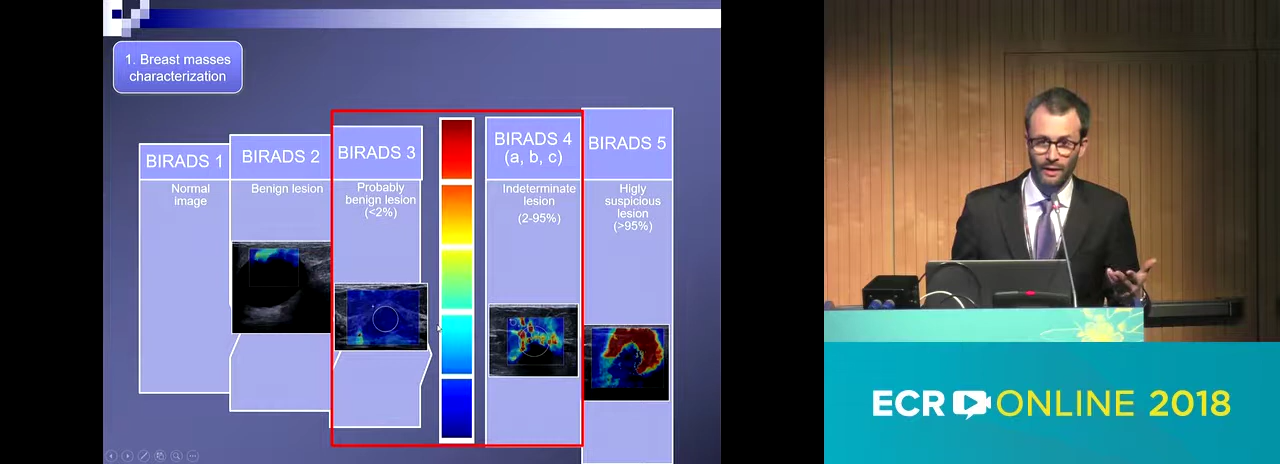 1. Breast masses
characterization
BIRADS 1
Normal
image
BIRADS 2
Benign lesion
BIRADS 3
Probably
benign lesion
(<2%)
BIRADS 4
(a, b, c)
Indeterminate
lesion
(2-95%)
BIRADS 5
Higly
suspicious
lesion
(>95%)
ECR ONLINE 2018